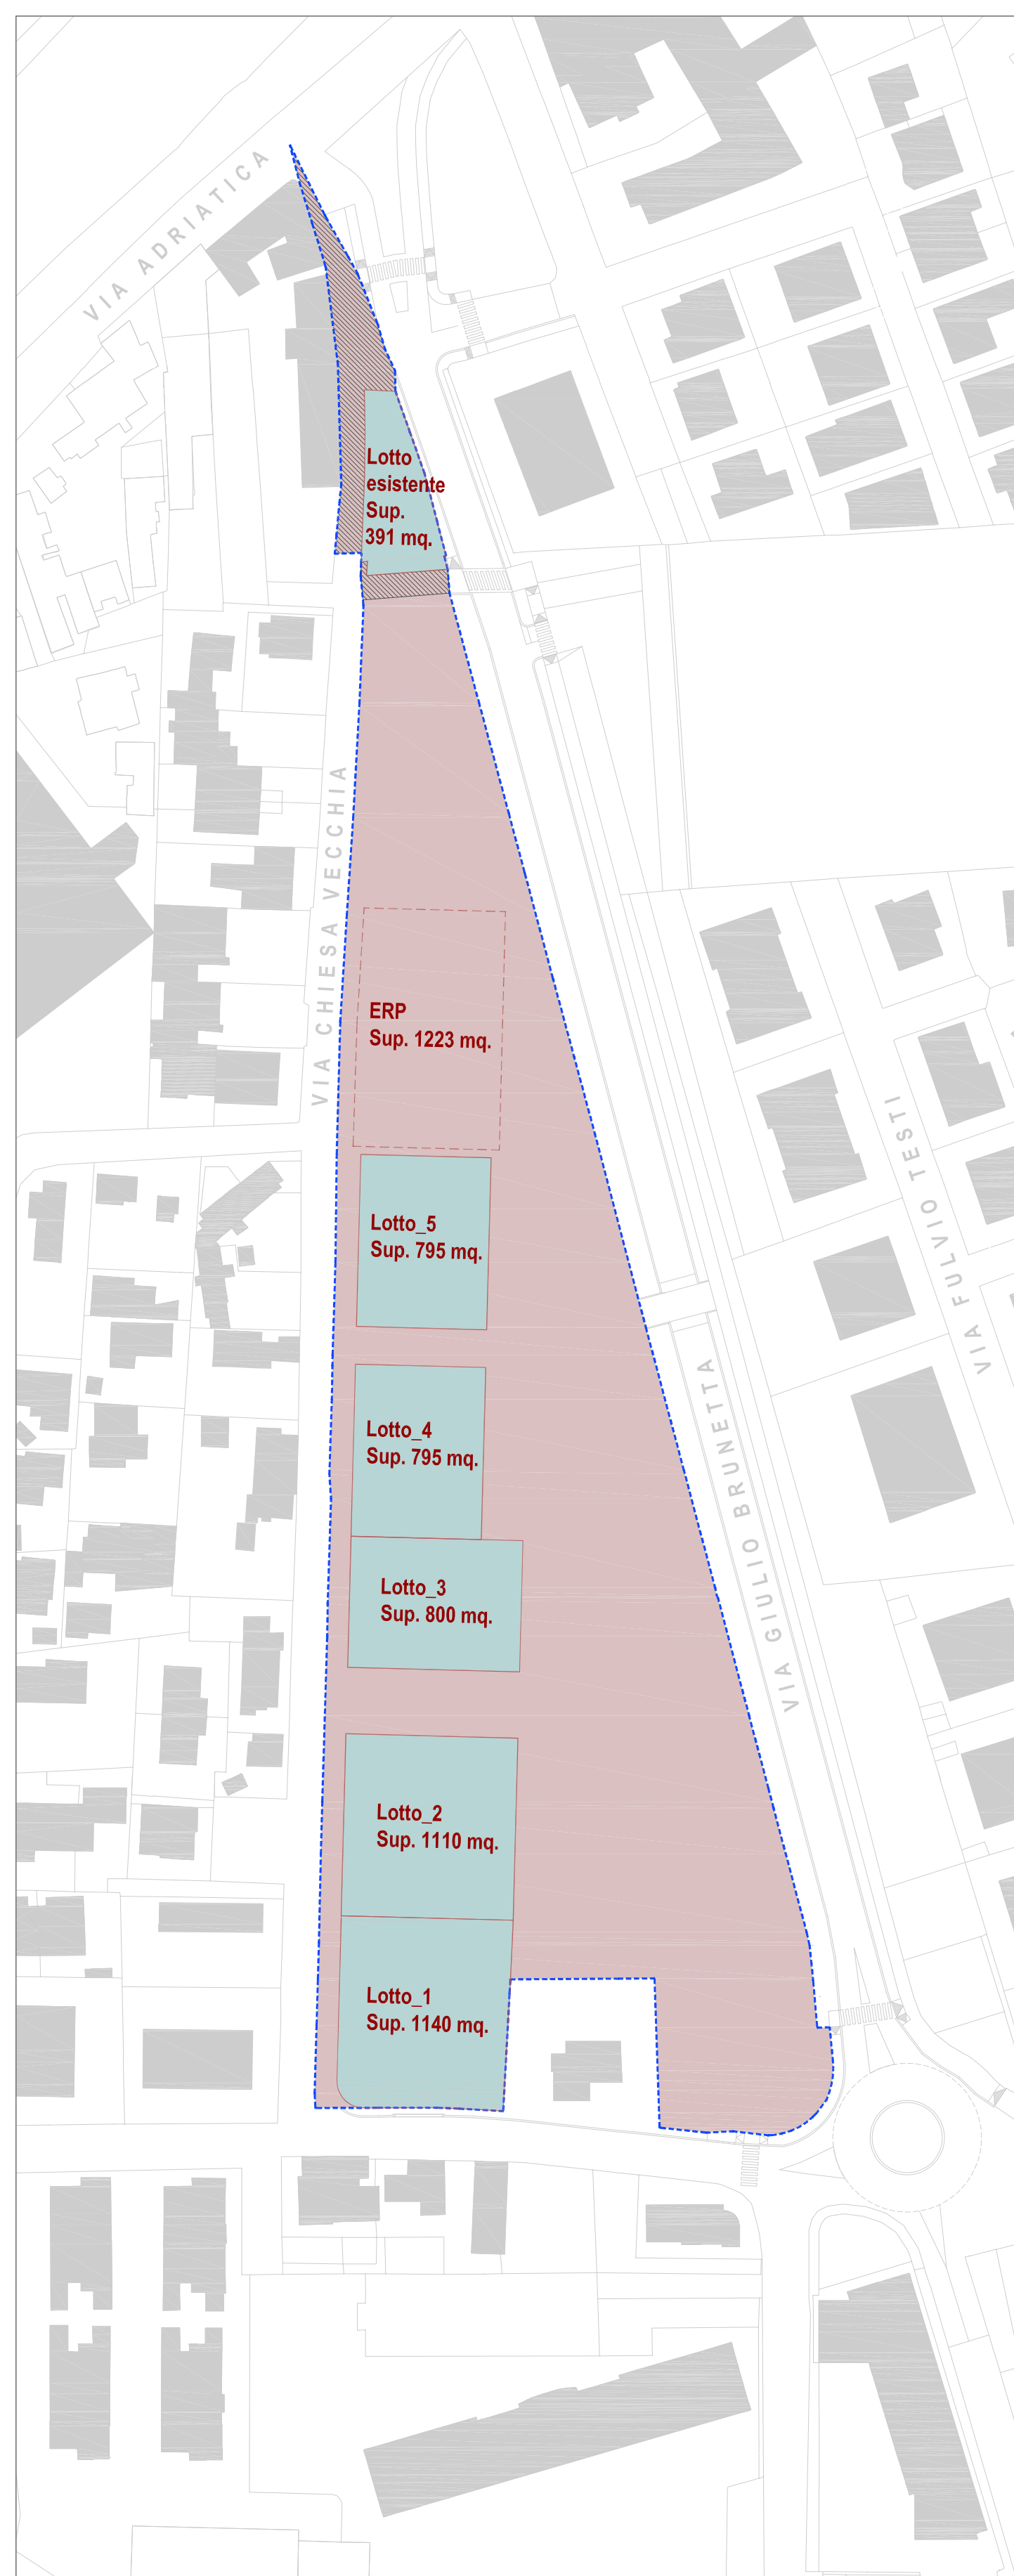 VIA ADRIATICA
Lotto
esistente
Sup.
391 mq.
VIA CHIESA VECCHIA
ERP
Sup. 1223 mq.
VIA FULVIO TESTI
Lotto_5
Sup. 795 mq.
VIA GIULIO BRUNETTA
Lotto_4
Sup. 795 mq.
Lotto_3
Sup. 800 mq.
Lotto_2
Sup. 1110 mq.
Lotto_1
Sup. 1140 mq.